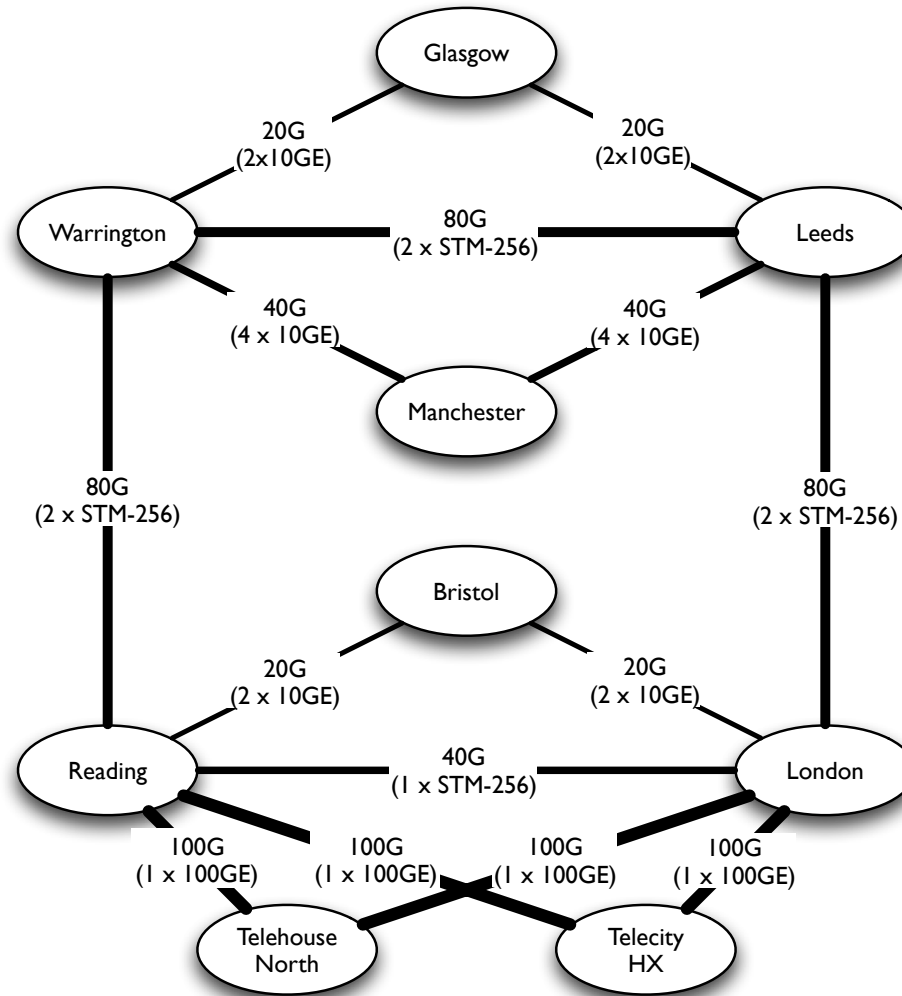 Glasgow
20G
(2x10GE)
20G
(2x10GE)
Warrington
80G
(2 x STM-256)
Leeds
40G
(4 x 10GE)
40G
(4 x 10GE)
Manchester
80G
(2 x STM-256)
80G
(2 x STM-256)
Bristol
20G
(2 x 10GE)
20G
(2 x 10GE)
Reading
40G
(1 x STM-256)
London
100G
(1 x 100GE)
100G
(1 x 100GE)
100G
(1 x 100GE)
100G
(1 x 100GE)
Telehouse
North
Telecity
HX